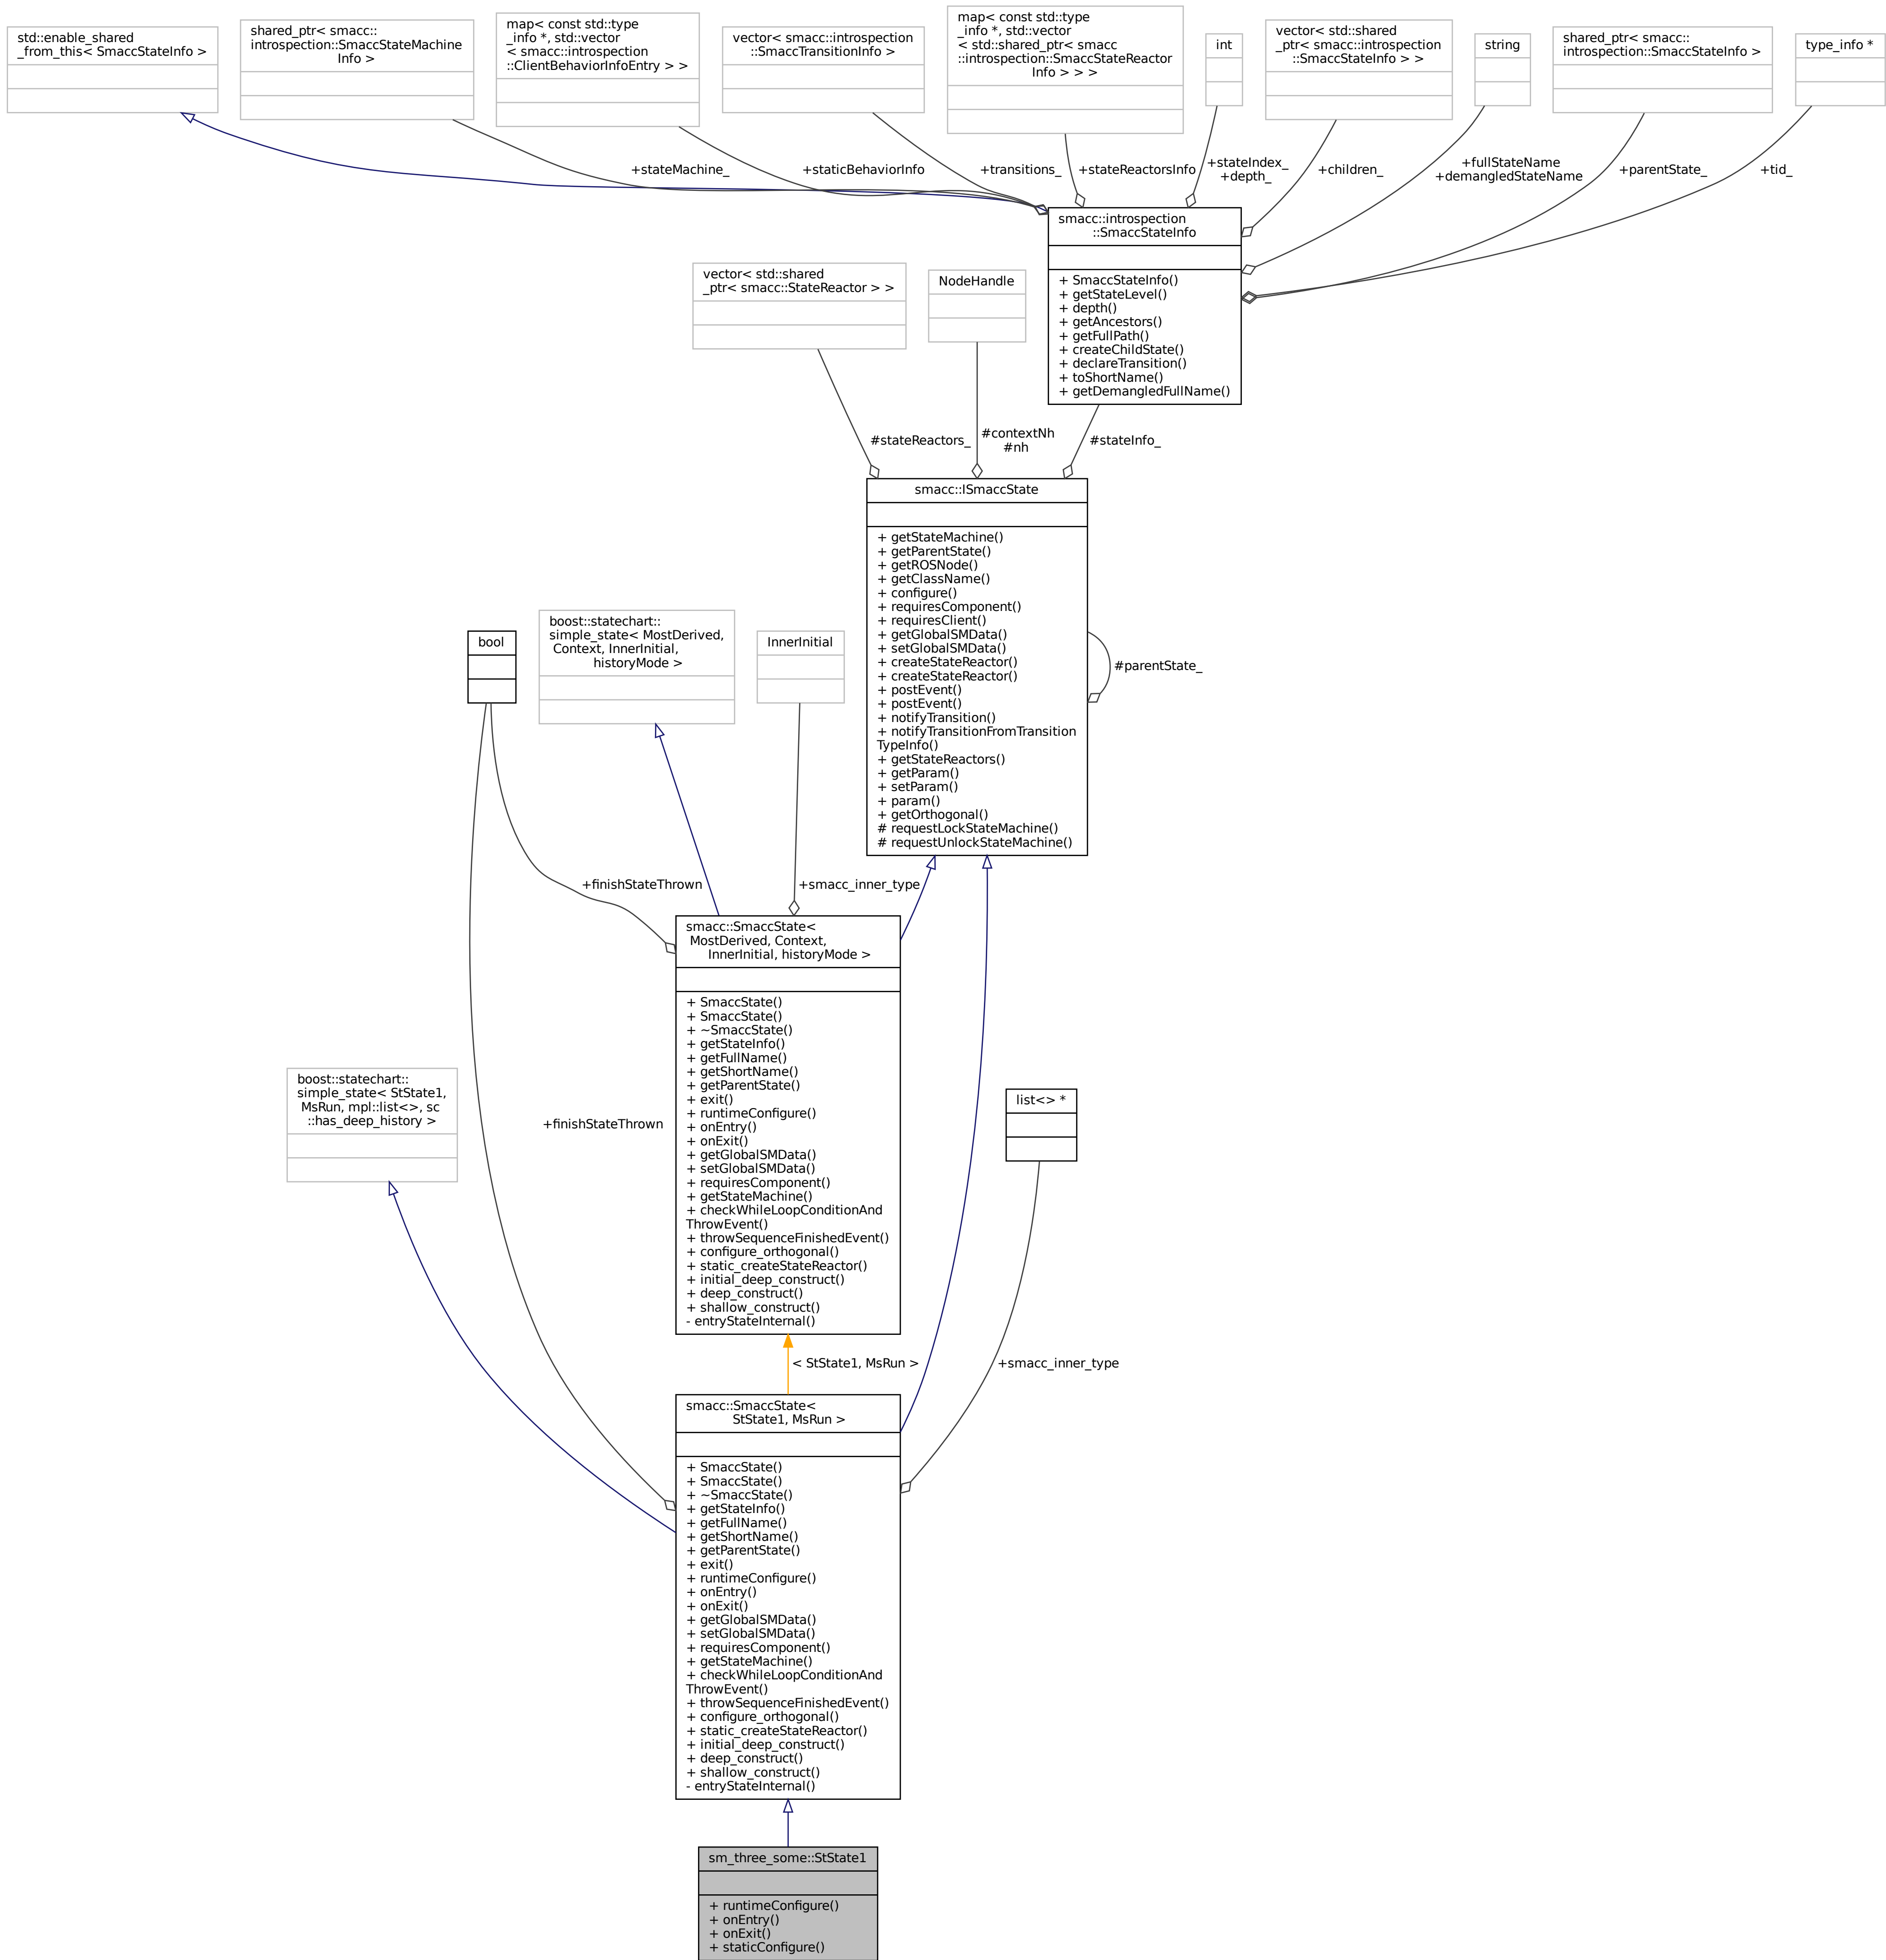 std::enable_shared
_from_this< SmaccStateInfo >
shared_ptr< smacc::
introspection::SmaccStateMachine
Info >
map< const std::type
_info *, std::vector
< smacc::introspection
::ClientBehaviorInfoEntry > >
vector< smacc::introspection
::SmaccTransitionInfo >
map< const std::type
_info *, std::vector
< std::shared_ptr< smacc
::introspection::SmaccStateReactor
Info > > >
int
vector< std::shared
_ptr< smacc::introspection
::SmaccStateInfo > >
string
shared_ptr< smacc::
introspection::SmaccStateInfo >
type_info *
+stateMachine_
+staticBehaviorInfo
+transitions_
+stateReactorsInfo
+stateIndex_
+depth_
+children_
+fullStateName
+demangledStateName
+parentState_
+tid_
smacc::introspection
::SmaccStateInfo
+ SmaccStateInfo()
+ getStateLevel()
+ depth()
+ getAncestors()
+ getFullPath()
+ createChildState()
+ declareTransition()
+ toShortName()
+ getDemangledFullName()
vector< std::shared
_ptr< smacc::StateReactor > >
NodeHandle
#stateReactors_
#contextNh
#nh
#stateInfo_
smacc::ISmaccState
+ getStateMachine()
+ getParentState()
+ getROSNode()
+ getClassName()
+ configure()
+ requiresComponent()
+ requiresClient()
+ getGlobalSMData()
+ setGlobalSMData()
+ createStateReactor()
+ createStateReactor()
+ postEvent()
+ postEvent()
+ notifyTransition()
+ notifyTransitionFromTransition
TypeInfo()
+ getStateReactors()
+ getParam()
+ setParam()
+ param()
+ getOrthogonal()
# requestLockStateMachine()
# requestUnlockStateMachine()
#parentState_
bool
boost::statechart::
simple_state< MostDerived,
Context, InnerInitial,
historyMode >
InnerInitial
+finishStateThrown
+smacc_inner_type
smacc::SmaccState<
MostDerived, Context,
InnerInitial, historyMode >
+ SmaccState()
+ SmaccState()
+ ~SmaccState()
+ getStateInfo()
+ getFullName()
+ getShortName()
+ getParentState()
+ exit()
+ runtimeConfigure()
+ onEntry()
+ onExit()
+ getGlobalSMData()
+ setGlobalSMData()
+ requiresComponent()
+ getStateMachine()
+ checkWhileLoopConditionAnd
ThrowEvent()
+ throwSequenceFinishedEvent()
+ configure_orthogonal()
+ static_createStateReactor()
+ initial_deep_construct()
+ deep_construct()
+ shallow_construct()
- entryStateInternal()
boost::statechart::
simple_state< StState1,
MsRun, mpl::list<>, sc
::has_deep_history >
+finishStateThrown
list<> *
< StState1, MsRun >
+smacc_inner_type
smacc::SmaccState<
StState1, MsRun >
+ SmaccState()
+ SmaccState()
+ ~SmaccState()
+ getStateInfo()
+ getFullName()
+ getShortName()
+ getParentState()
+ exit()
+ runtimeConfigure()
+ onEntry()
+ onExit()
+ getGlobalSMData()
+ setGlobalSMData()
+ requiresComponent()
+ getStateMachine()
+ checkWhileLoopConditionAnd
ThrowEvent()
+ throwSequenceFinishedEvent()
+ configure_orthogonal()
+ static_createStateReactor()
+ initial_deep_construct()
+ deep_construct()
+ shallow_construct()
- entryStateInternal()
sm_three_some::StState1
+ runtimeConfigure()
+ onEntry()
+ onExit()
+ staticConfigure()